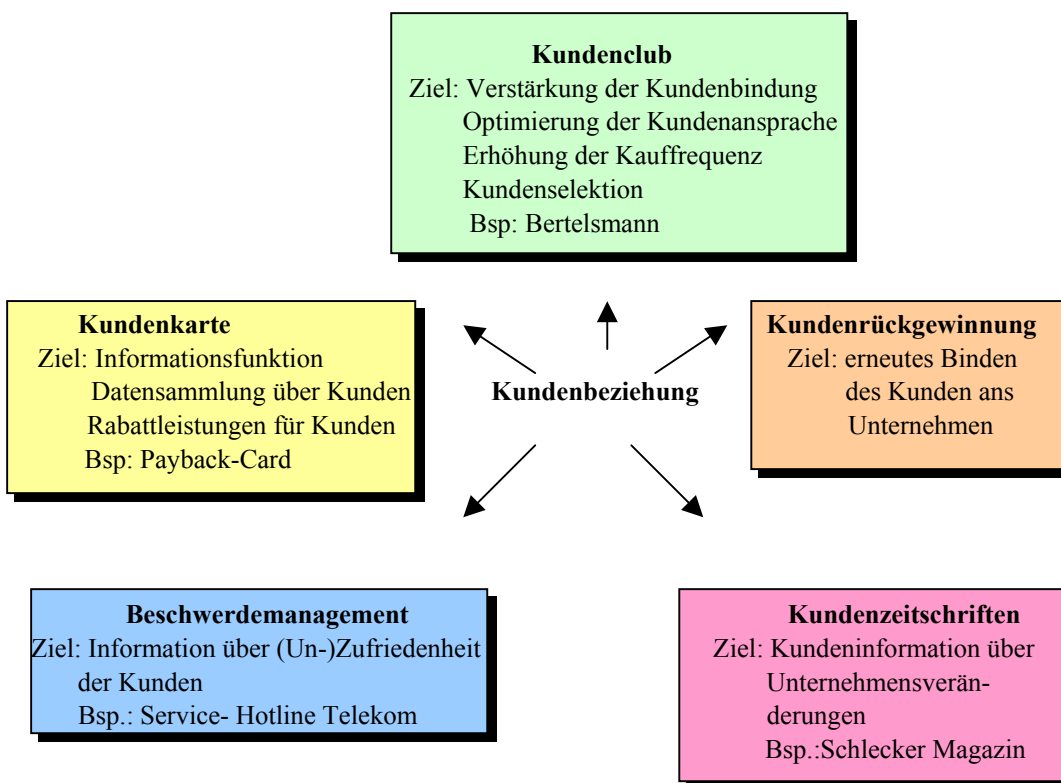 Kundenclub
Ziel: Verstärkung der Kundenbindung
Optimierung der Kundenansprache
Erhöhung der Kauffrequenz
Kundenselektion
Bsp: Bertelsmann
Kundenkarte
Ziel: Informationsfunktion
Datensammlung über Kunden
Rabattleistungen für Kunden
Bsp: Payback-Card
Kundenbeziehung
Kundenrückgewinnung
Ziel: erneutes Binden
des Kunden ans
Unternehmen
Beschwerdemanagement
Ziel: Information über (Un-)Zufriedenheit
der Kunden
Bsp.: Service- Hotline Telekom
Kundenzeitschriften
Ziel: Kundeninformation über
Unternehmensverän-
derungen
Bsp.:Schlecker Magazin